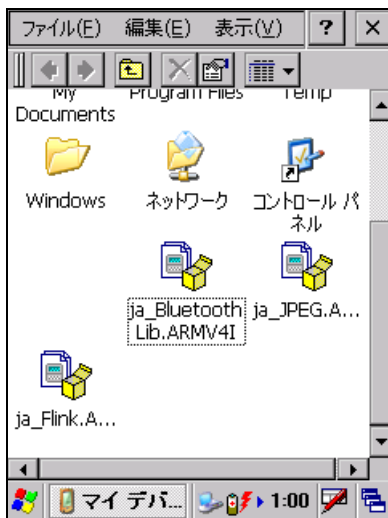 ファイル(F) 編集(E) 表示(V) ? ×
My Program Files Temp
Documents
Windows ネットワーク コントロール パ
ネル
ja_Bluetooth ja_JPEG.A...
Lib.ARMV4I
ja_Flink.A...
マイ デバ... 1:00